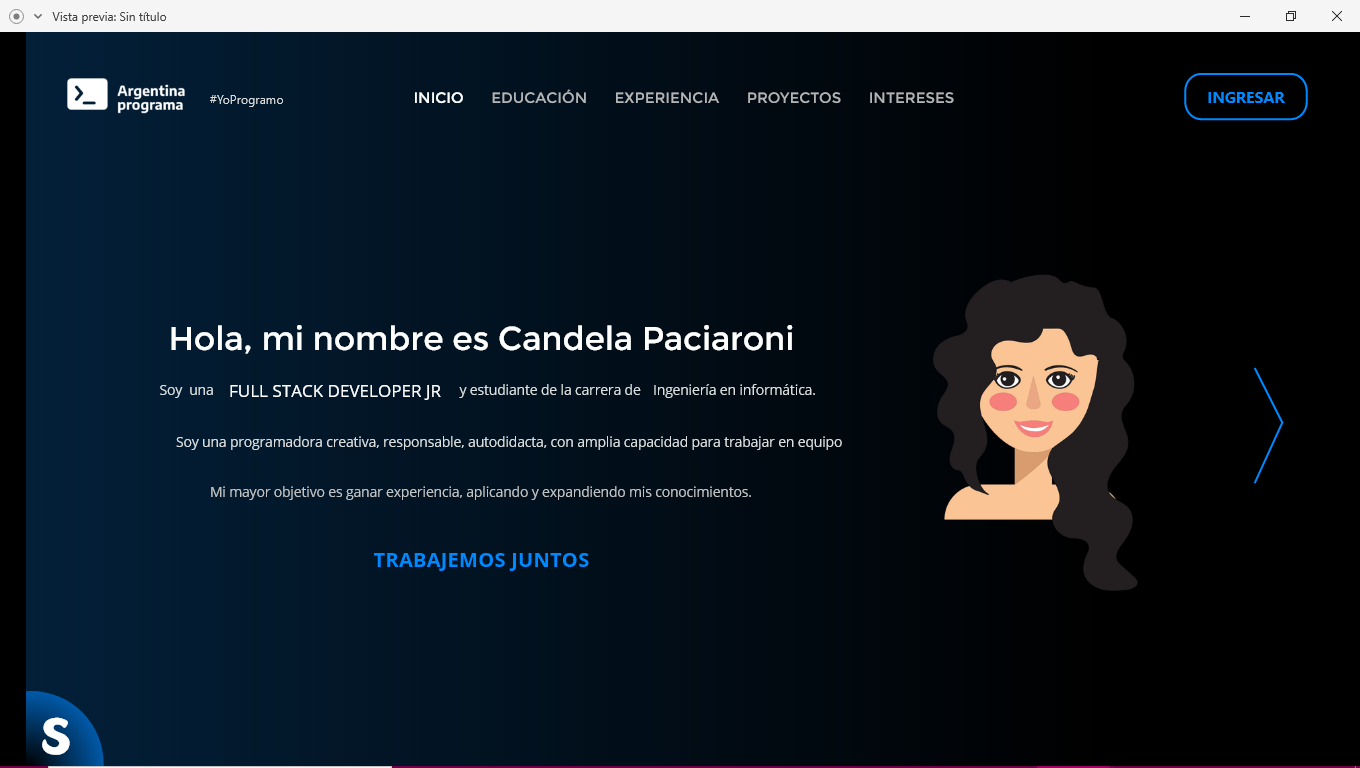 Vista previa: Sin título
Argentina
programa
#YoProgramo
INICIO EDUCACIÓN EXPERIENCIA PROYECTOS INTERESES
INGRESAR
Hola, mi nombre es Candela Paciaroni
Soy una FULL STACK DEVELOPER JR y estudiante de la carrera de Ingeniería en informática.
Soy una programadora creativa, responsable, autodidacta, con amplia capacidad para trabajar en equipo
Mi mayor objetivo es ganar experiencia, aplicando y expandiendo mis conocimientos.
TRABAJEMOS JUNTOS
S